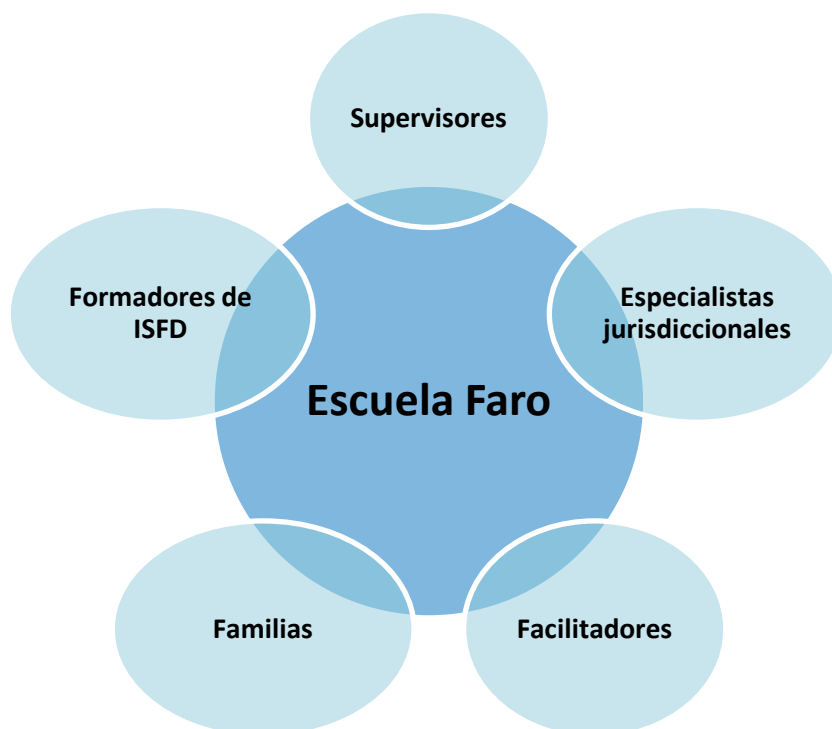 Supervisores
Formadores de
ISFD
Especialistas
jurisdiccionales
Escuela Faro
Familias
Facilitadores